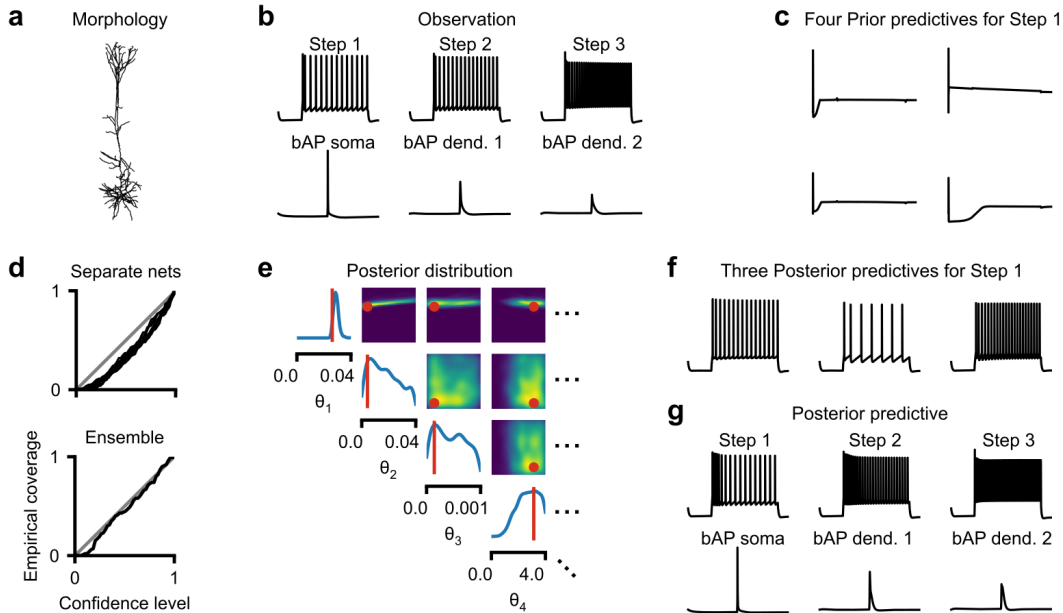 a
Morphology
b
Observation
Step 1
Step 2
Step 3
bAP soma
bAP dend. 1
bAP dend. 2
c
Four Prior predictives for Step 1
d
Separate nets
1
0
Ensemble
1
0
0
1
Empirical coverage
Confidence level
e
Posterior distribution
...
0.0 0.04
θ1
...
0.0 0.04
θ2
...
0.0 0.001
θ3
...
0.0 4.0
θ4
...
f
Three Posterior predictives for Step 1
g
Posterior predictive
Step 1
Step 2
Step 3
bAP soma
bAP dend. 1
bAP dend. 2